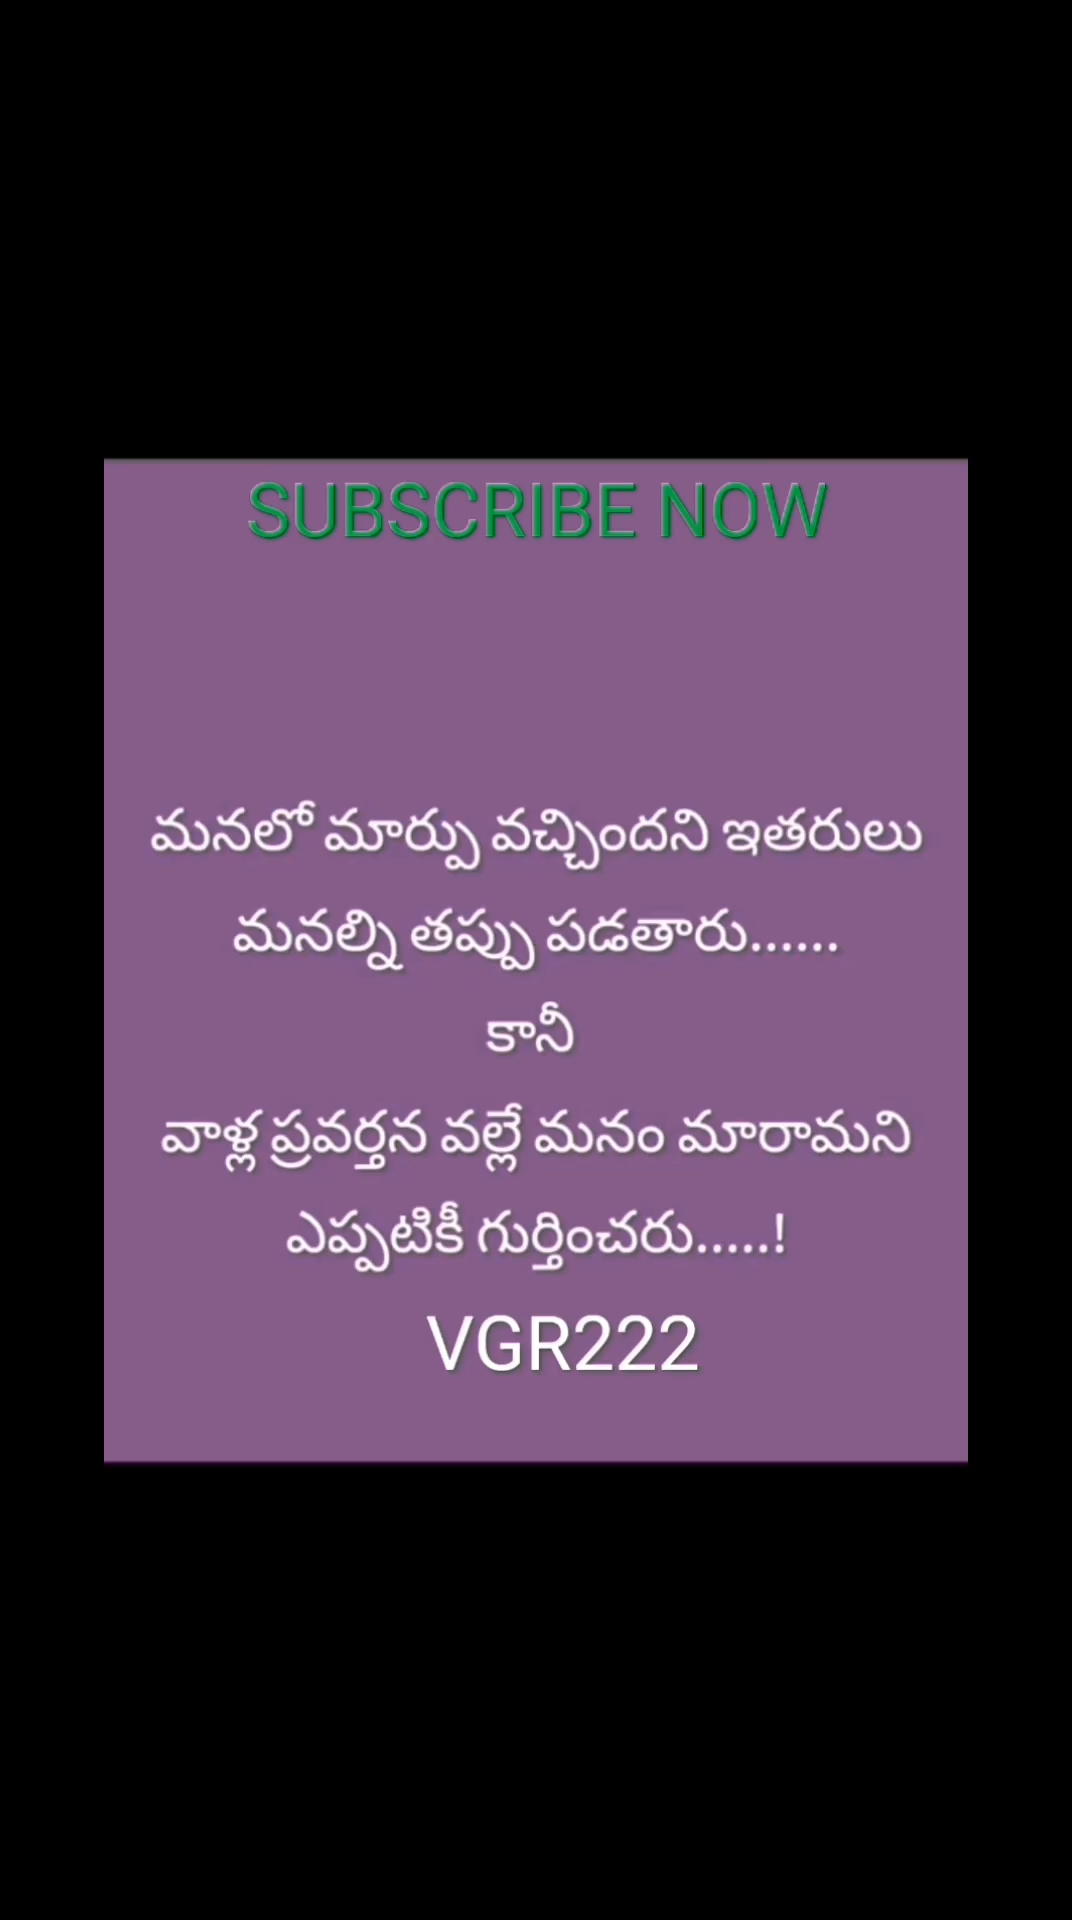 SUBSCRIBE NOW
మనలో మార్పు వచ్చిందని ఇతరులు
మనల్ని తప్పు పడతారు......
కానీ
వాళ్ల ప్రవర్తన వల్లే మనం మారామని
ఎప్పటికీ గుర్తించరు.....!
VGR222